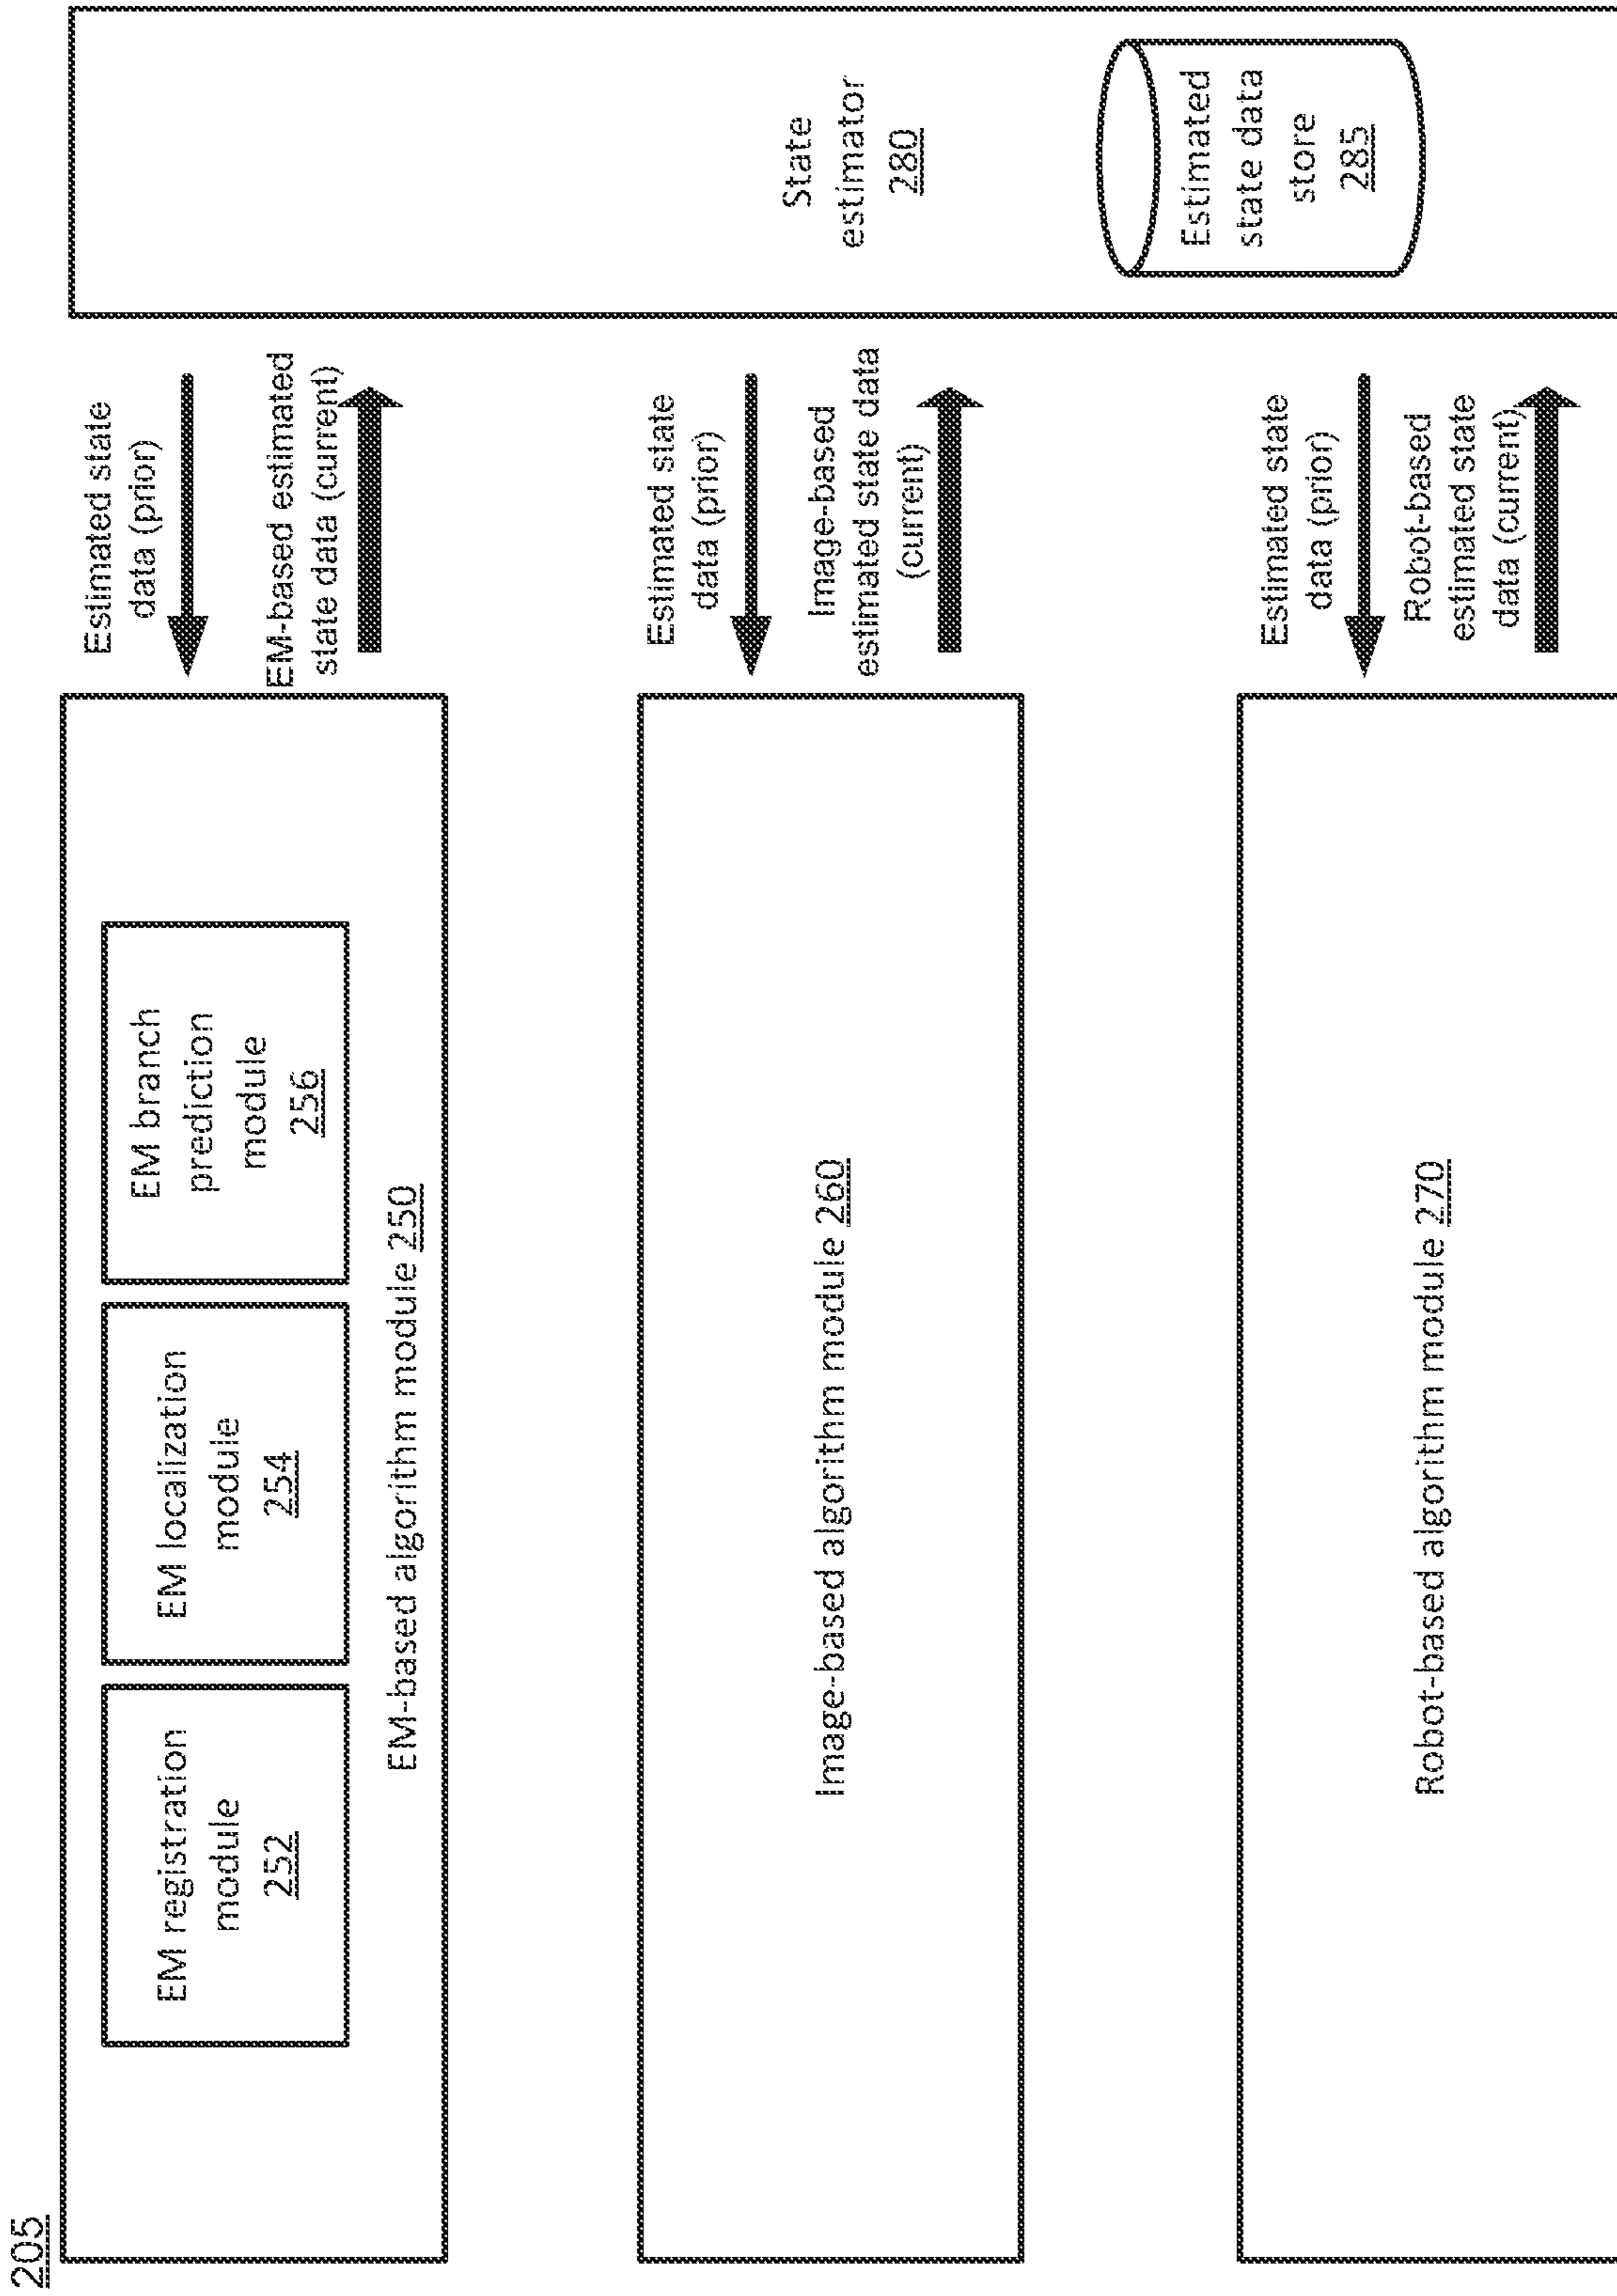 205
EM registration
module
252
EM localization
module
254
EM branch
prediction
module
256
EM-based algorithm module 250
Estimated state
data (prior)
EM-based estimated
state data (current)
Image-based algorithm module 260
Estimated state
data (prior)
Image-based
estimated state data
(current)
Robot-based algorithm module 270
Estimated state
data (prior)
Robot-based
estimated state
data (current)
State
estimator
280
Estimated
state data
store
285